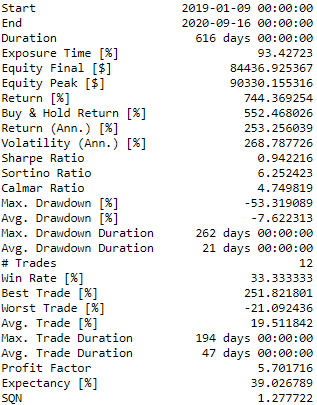 Start 2019-01-09 00:00:00
End 2020-09-16 00:00:00
Duration 616 days 00:00:00
Exposure Time [%] 93.42723
Equity Final [$] 84436.925367
Equity Peak [$] 90330.155316
Return [%] 744.369254
Buy & Hold Return [%] 552.468026
Return (Ann.) [%] 253.256039
Volatility (Ann.) [%] 268.787726
Sharpe Ratio 0.942216
Sortino Ratio 6.252423
Calmar Ratio 4.749819
Max. Drawdown [%] -53.319089
Avg. Drawdown [%] -7.622313
Max. Drawdown Duration 262 days 00:00:00
Avg. Drawdown Duration 21 days 00:00:00
# Trades 12
Win Rate [%] 33.333333
Best Trade [%] 251.821801
Worst Trade [%] -21.092436
Avg. Trade [%] 19.511842
Max. Trade Duration 194 days 00:00:00
Avg. Trade Duration 47 days 00:00:00
Profit Factor 5.701716
Expectancy [%] 39.026789
SQN 1.277722